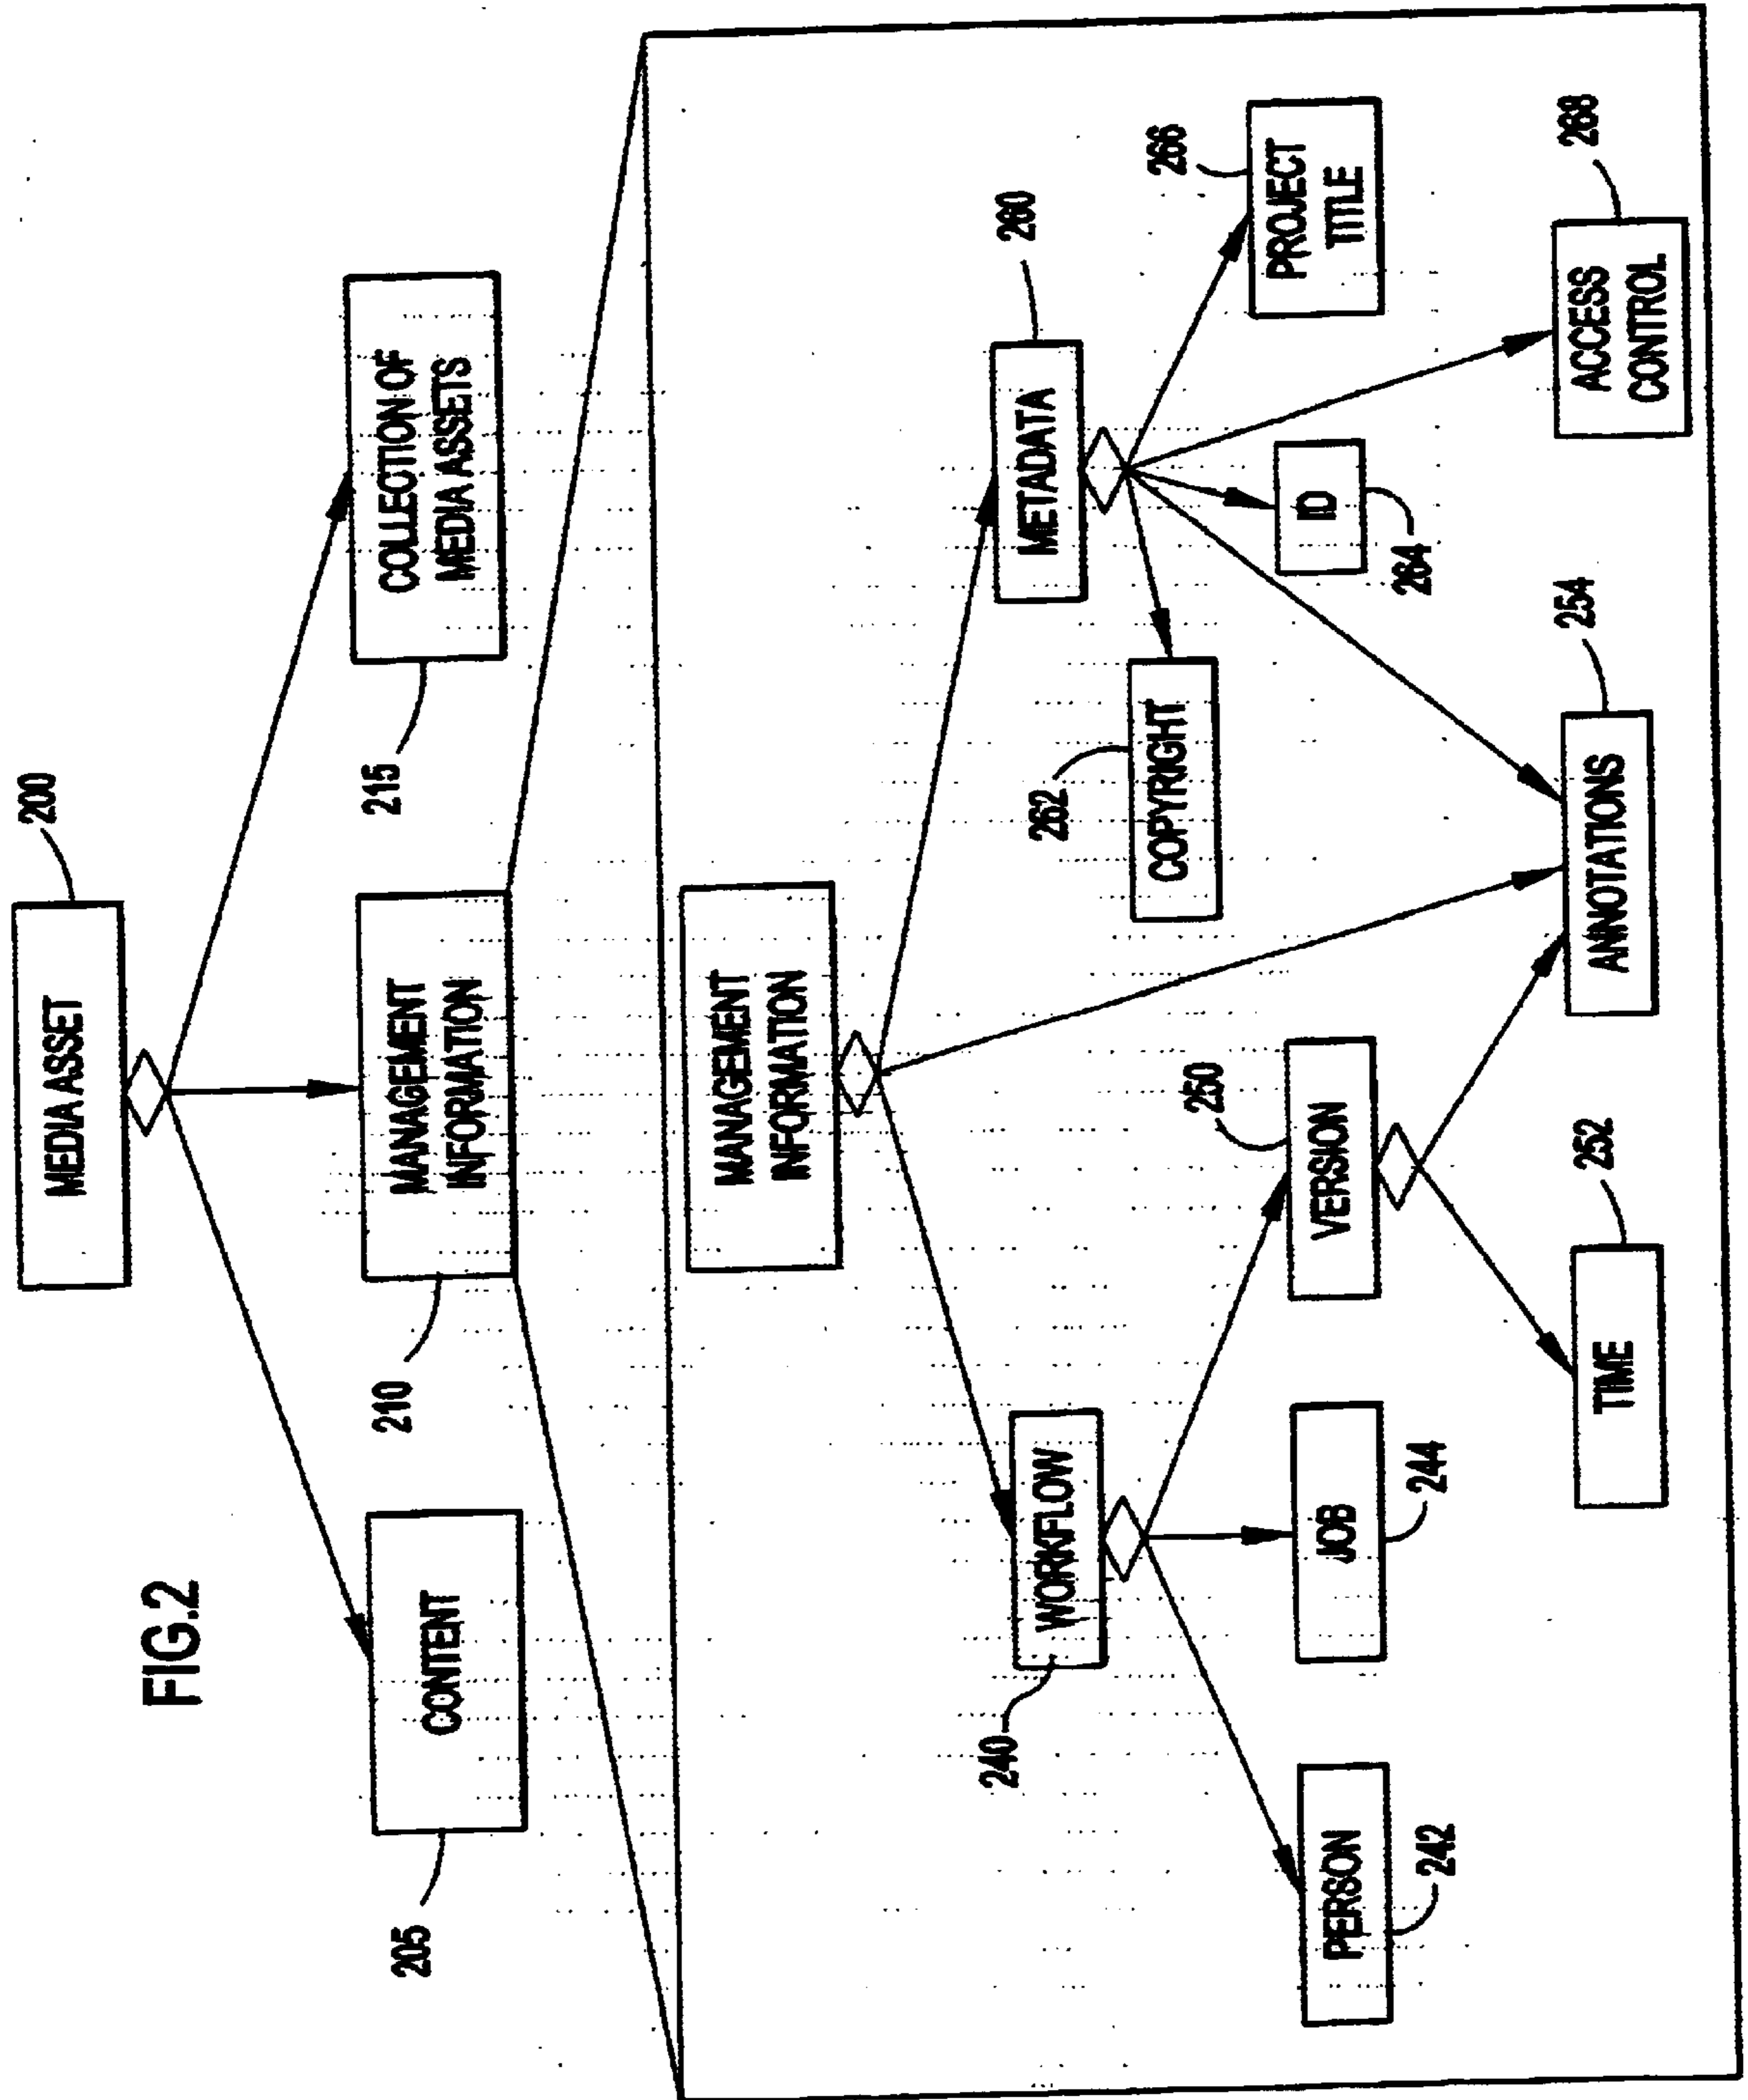 FIG.2
MEDIA ASSET
200
CONTENT
205
MANAGEMENT
INFORMATION
210
COLLECTION OF
MEDIA ASSETS
215
MANAGEMENT
INFORMATION
WORKFLOW
240
METADATA
260
PERSON
242
JOB
244
VERSION
250
COPYRIGHT
262
ID
264
PROJECT
TITLE
266
TIME
252
ANNOTATIONS
254
ACCESS
CONTROL
268